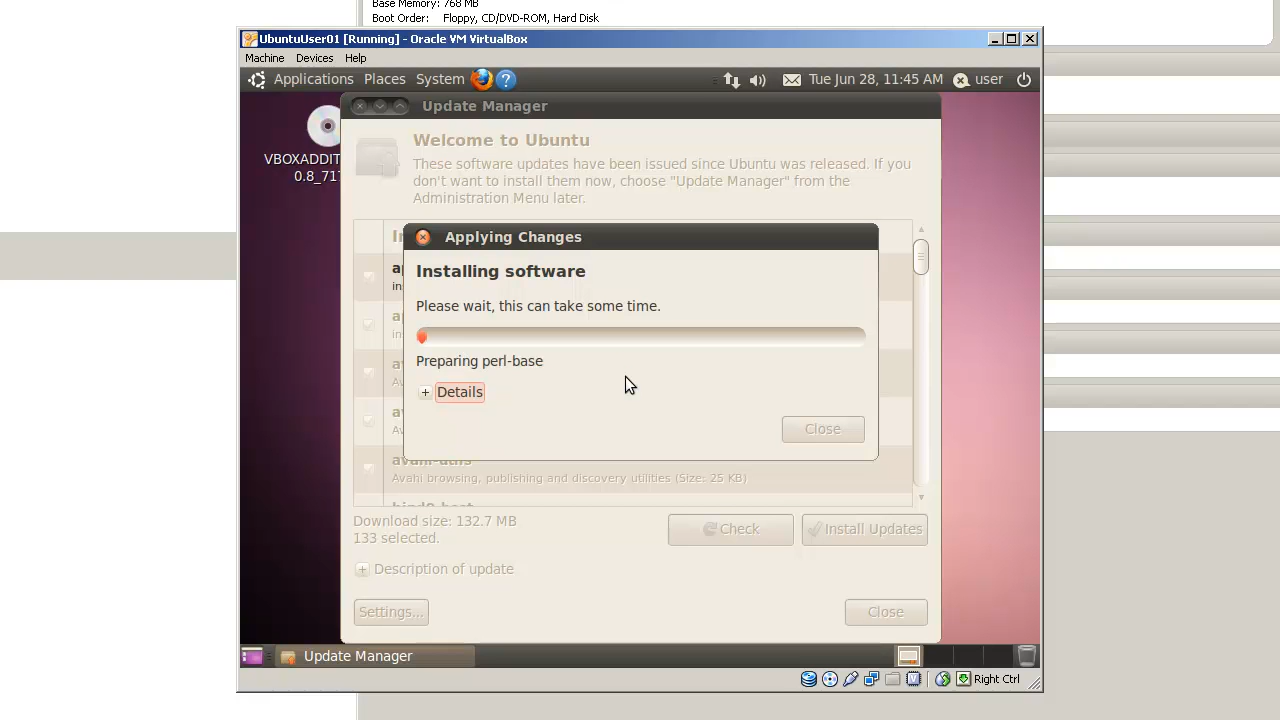 Base Memory: 768 MB
Boot Order: Floppy, CD/DVD-ROM, Hard Disk
UbuntuUser01 [Running] - Oracle VM VirtualBox
Machine Devices Help
Applications Places System Tue Jun 28, 11:45 AM user
Update Manager
Welcome to Ubuntu
These software updates have been issued since Ubuntu was released. If you
don't want to install them now, choose "Update Manager" from the
Administration Menu later.
VBOXADDIT
0.8_717
Applying Changes
Installing software
Please wait, this can take some time.
Preparing perl-base
Details
Close
avahi-utils
Avahi browsing, publishing and discovery utilities (Size: 25 KB)
bind9-host
Download size: 132.7 MB
133 selected.
Check
Install Updates
Description of update
Settings...
Close
Update Manager
Right Ctrl